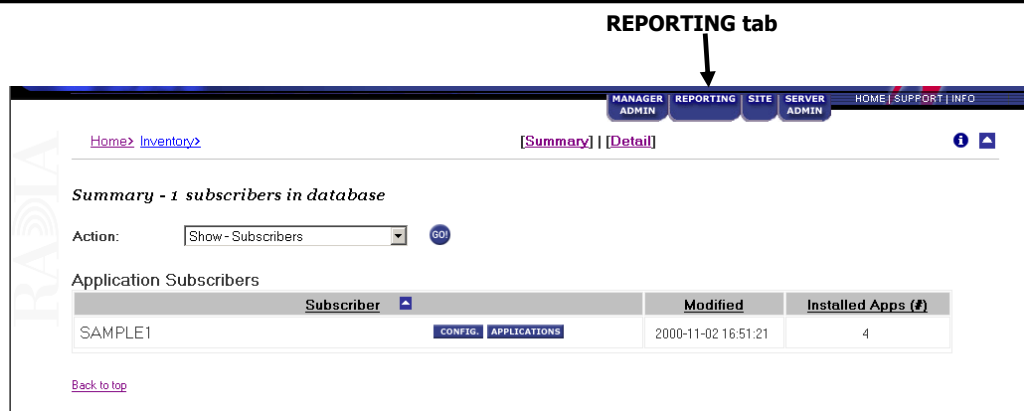 REPORTING tab
MANAGER ADMIN REPORTING SITE SERVER ADMIN HOME | SUPPORT | INFO
Home> Inventory> [Summary] | [Detail]
Summary - 1 subscribers in database
Action: Show - Subscribers GO!
Application Subscribers
Subscriber Modified Installed Apps (#)
SAMPLE1 CONFIG. APPLICATIONS 2000-11-02 16:51:21 4
Back to top
RADIA